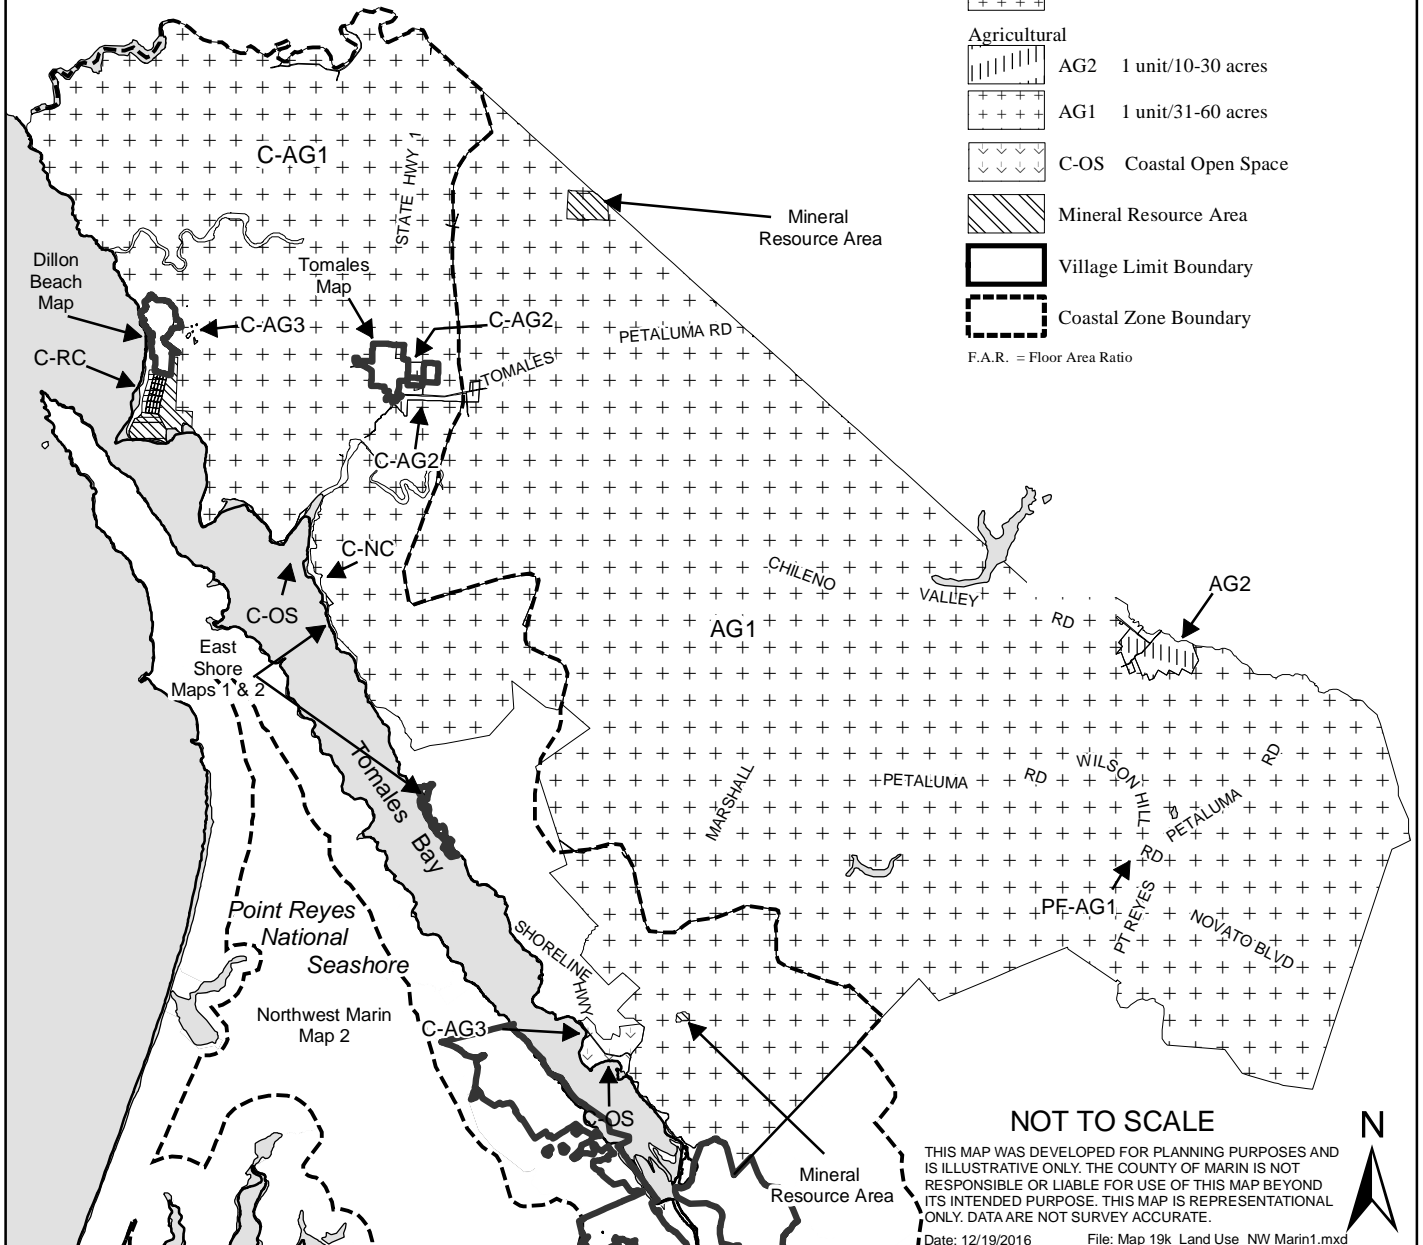 Agricultural
AG2 1 unit/10-30 acres
AG1 1 unit/31-60 acres
C-OS Coastal Open Space
Mineral Resource Area
Village Limit Boundary
Coastal Zone Boundary
F.A.R. = Floor Area Ratio
C-AG1
STATE HWY 1
Mineral
Resource Area
Dillon
Beach
Map
Tomales
Map
C-AG3
C-AG2
PETALUMA RD
TOMALES
C-RC
C-AG2
C-NC
C-OS
East
Shore
Maps 1 & 2
CHILENO
VALLEY
RD
AG2
AG1
Tomales
Bay
MARSHALL
PETALUMA
RD
WILSON HILL
RD
PETALUMA
RD
PF-AG1
PT REYES
NOVATO BLVD
Point Reyes
National
Seashore
Northwest Marin
Map 2
SHORELINE
HWY
C-AG3
C-OS
Mineral
Resource Area
NOT TO SCALE
N
THIS MAP WAS DEVELOPED FOR PLANNING PURPOSES AND
IS ILLUSTRATIVE ONLY. THE COUNTY OF MARIN IS NOT
RESPONSIBLE OR LIABLE FOR USE OF THIS MAP BEYOND
ITS INTENDED PURPOSE. THIS MAP IS REPRESENTATIONAL
ONLY. DATA ARE NOT SURVEY ACCURATE.
Date: 12/19/2016 File: Map 19k_Land Use_NW Marin1.mxd